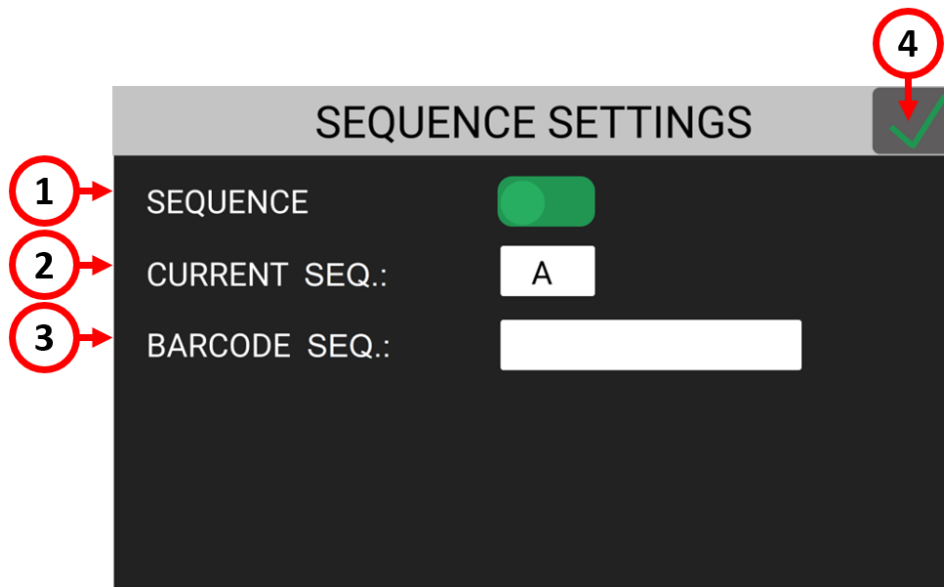 4
SEQUENCE SETTINGS
1 SEQUENCE
2 CURRENT SEQ.: A
3 BARCODE SEQ.: